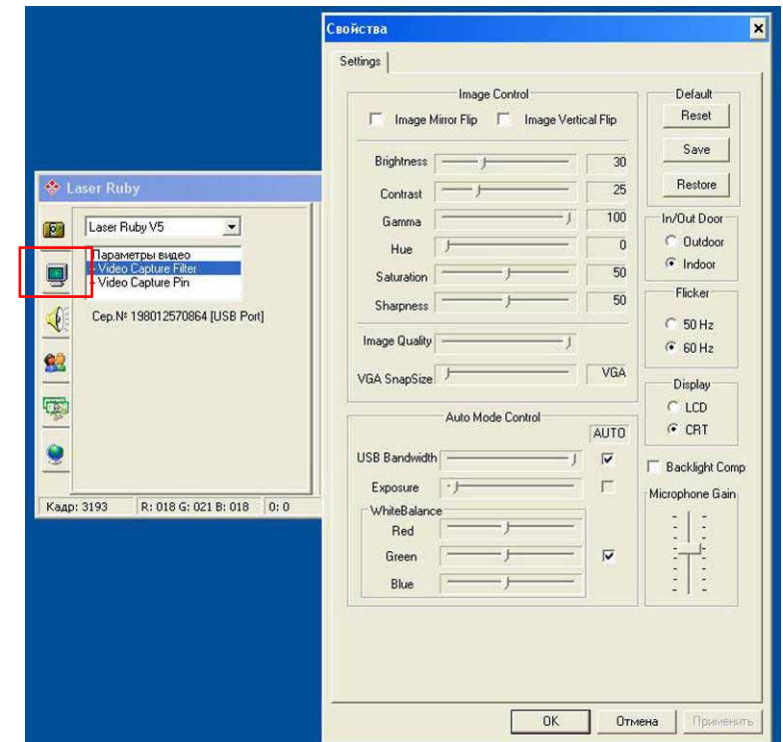 Laser Ruby
Laser Ruby V5
Параметры видео
- Video Capture Filter
- Video Capture Pin
Сер.№ 198012570864 [USB Port]
Кадр: 3193 R: 018 G: 021 B: 018 0: 0
Свойства
Settings
Image Control
Image Mirror Flip Image Vertical Flip
Brightness 30
Contrast 25
Gamma 100
Hue 0
Saturation 50
Sharpness 50
Image Quality
VGA SnapSize VGA
Auto Mode Control
AUTO
USB Bandwidth
Exposure
WhiteBalance
Red
Green
Blue
Default
Reset
Save
Restore
In/Out Door
Outdoor
Indoor
Flicker
50 Hz
60 Hz
Display
LCD
CRT
Backlight Comp
Microphone Gain
OK Отмена Применить